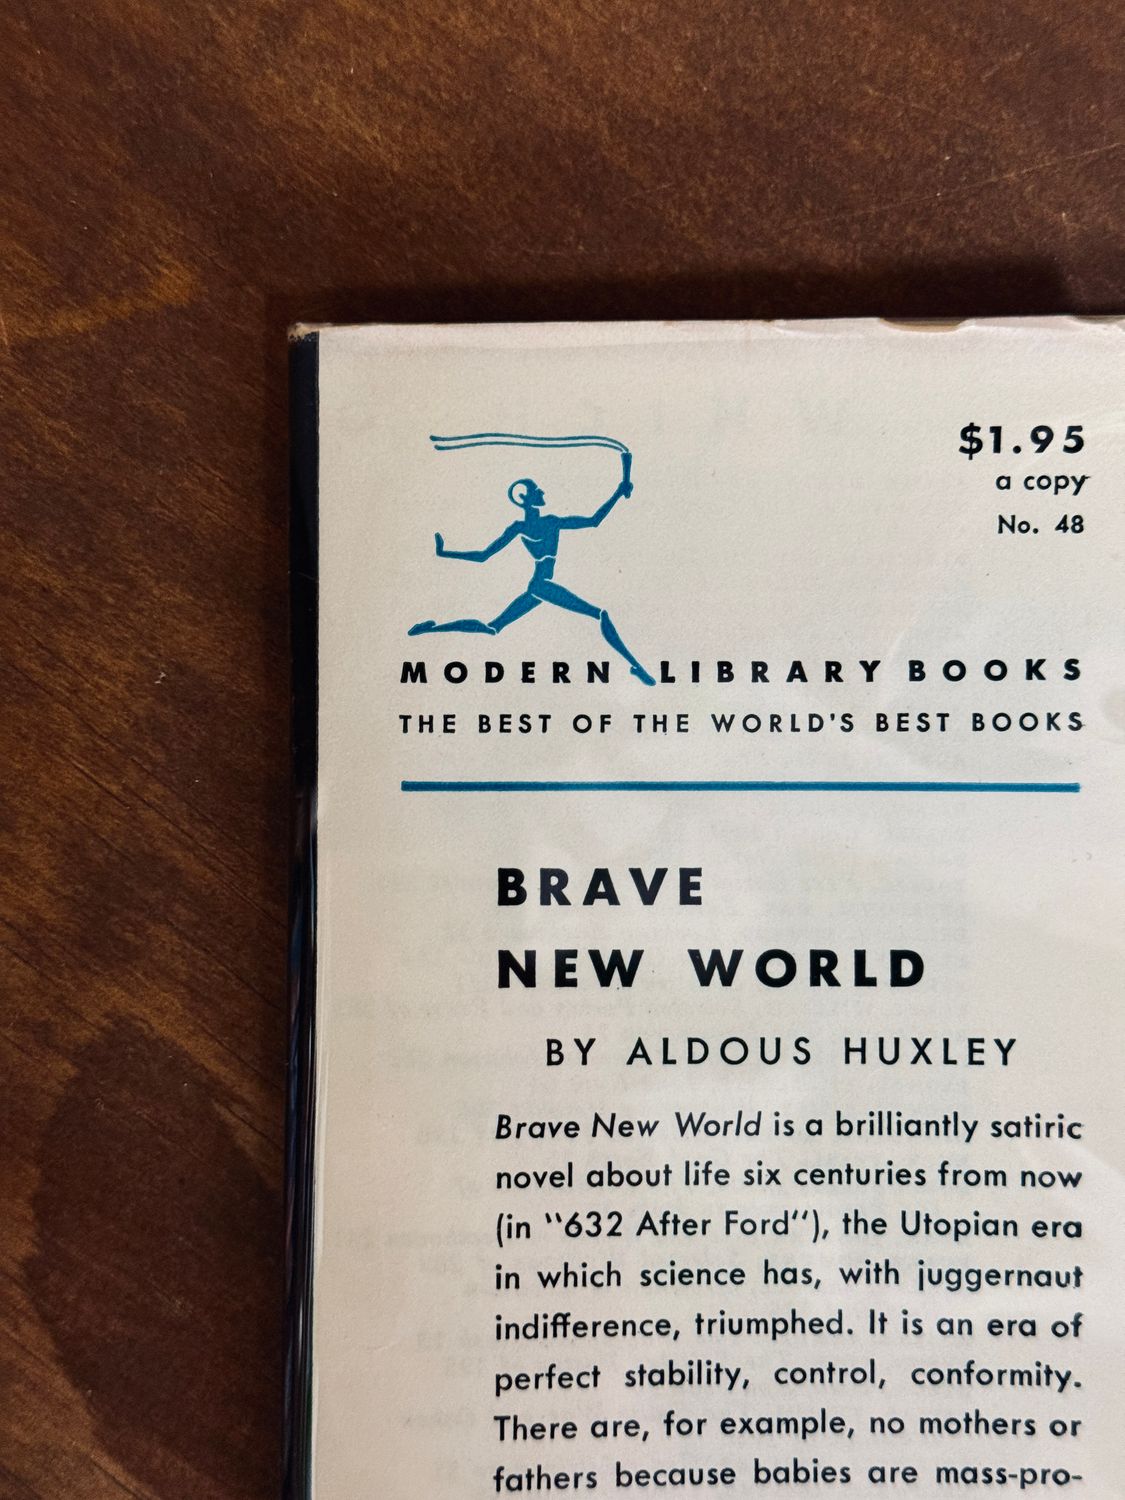 $1.95
a copy
No. 48
MODERN LIBRARY BOOKS
THE BEST OF THE WORLD'S BEST BOOKS
BRAVE
NEW WORLD
BY ALDOUS HUXLEY
Brave New World is a brilliantly satiric
novel about life six centuries from now
(in "632 After Ford"), the Utopian era
in which science has, with juggernaut
indifference, triumphed. It is an era of
perfect stability, control, conformity.
There are, for example, no mothers or
fathers because babies are mass-pro-